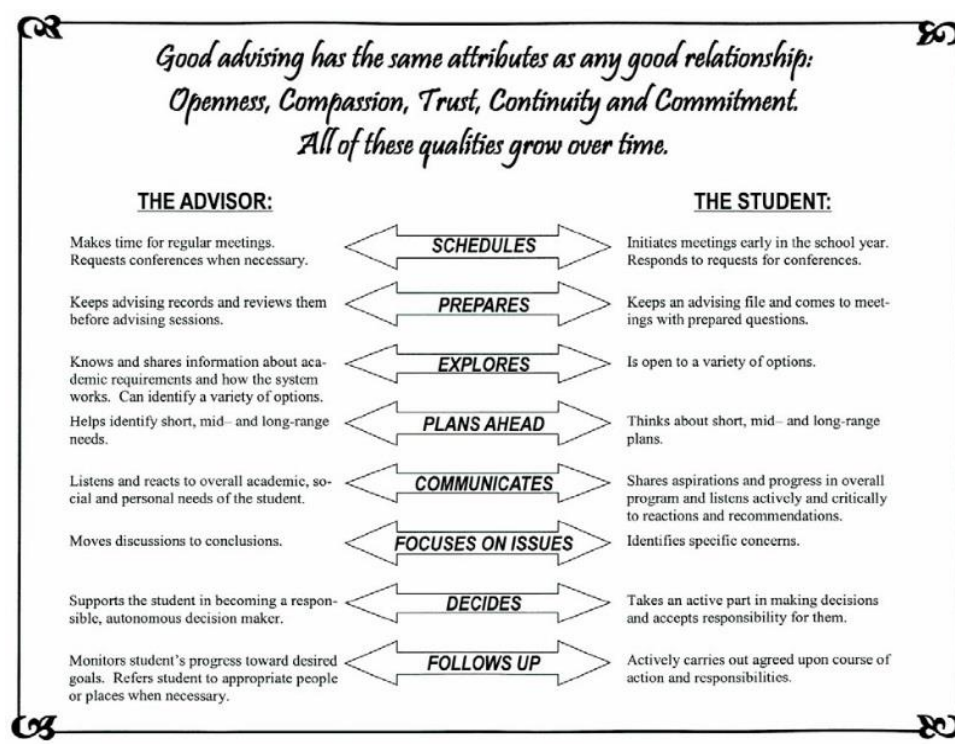 Good advising has the same attributes as any good relationship:
Openness, Compassion, Trust, Continuity and Commitment.
All of these qualities grow over time.
THE ADVISOR:
THE STUDENT:
Makes time for regular meetings.
Requests conferences when necessary.
SCHEDULES
Initiates meetings early in the school year.
Responds to requests for conferences.
Keeps advising records and reviews them
before advising sessions.
PREPARES
Keeps an advising file and comes to meet-
ings with prepared questions.
Knows and shares information about aca-
demic requirements and how the system
works.  Can identify a variety of options.
EXPLORES
Is open to a variety of options.
Helps identify short, mid– and long-range
needs.
PLANS AHEAD
Thinks about short, mid– and long-range
plans.
Listens and reacts to overall academic, so-
cial and personal needs of the student.
COMMUNICATES
Shares aspirations and progress in overall
program and listens actively and critically
to reactions and recommendations.
Moves discussions to conclusions.
FOCUSES ON ISSUES
Identifies specific concerns.
Supports the student in becoming a respon-
sible, autonomous decision maker.
DECIDES
Takes an active part in making decisions
and accepts responsibility for them.
Monitors student's progress toward desired
goals.  Refers student to appropriate people
or places when necessary.
FOLLOWS UP
Actively carries out agreed upon course of
action and responsibilities.